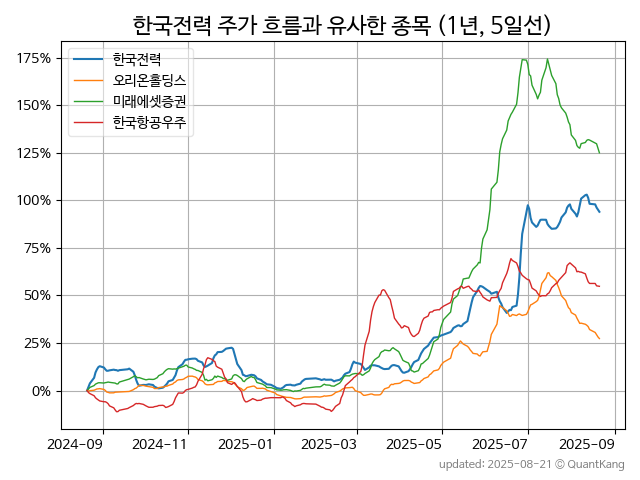 한국전력 주가 흐름과 유사한 종목 (1년, 5일선)
한국전력
오리온홀딩스
미래에셋증권
한국항공우주
175%
150%
125%
100%
75%
50%
25%
0%
2024-09 2024-11 2025-01 2025-03 2025-05 2025-07 2025-09
updated: 2025-08-21 © QuantKang